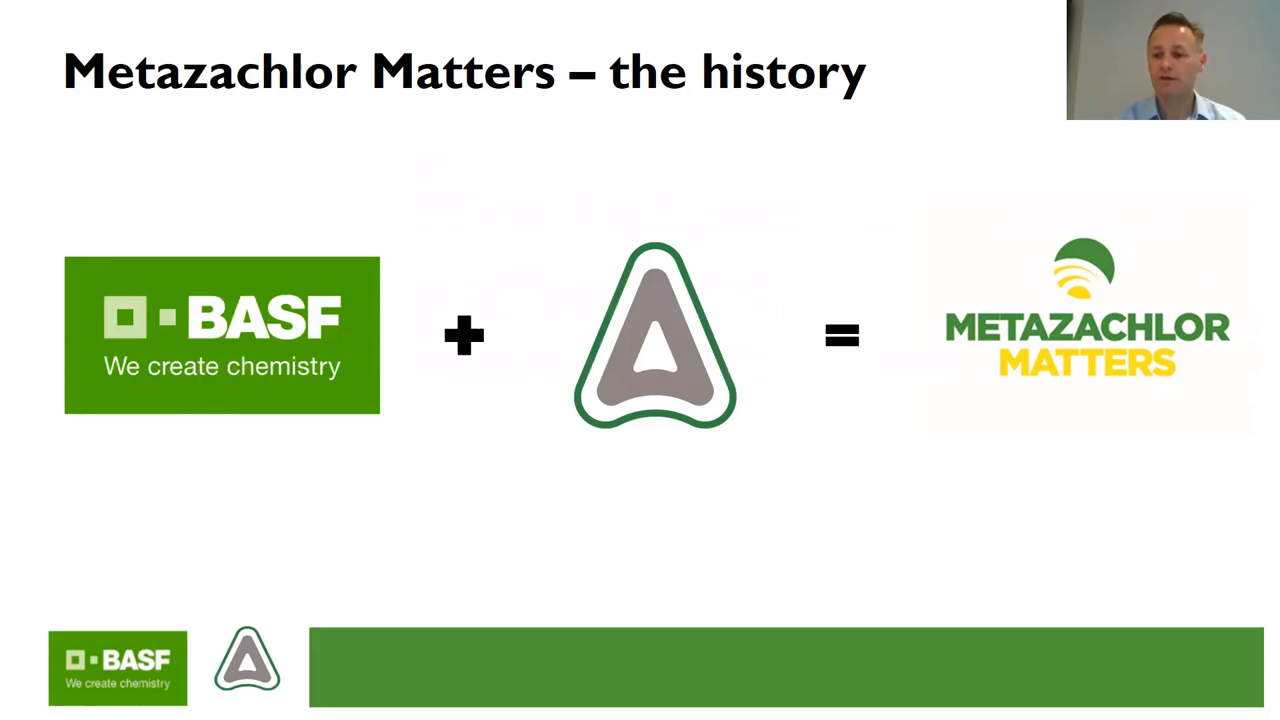 Metazachlor Matters – the history
BASF
We create chemistry
+
=
METAZACHLOR
MATTERS
BASF
We create chemistry